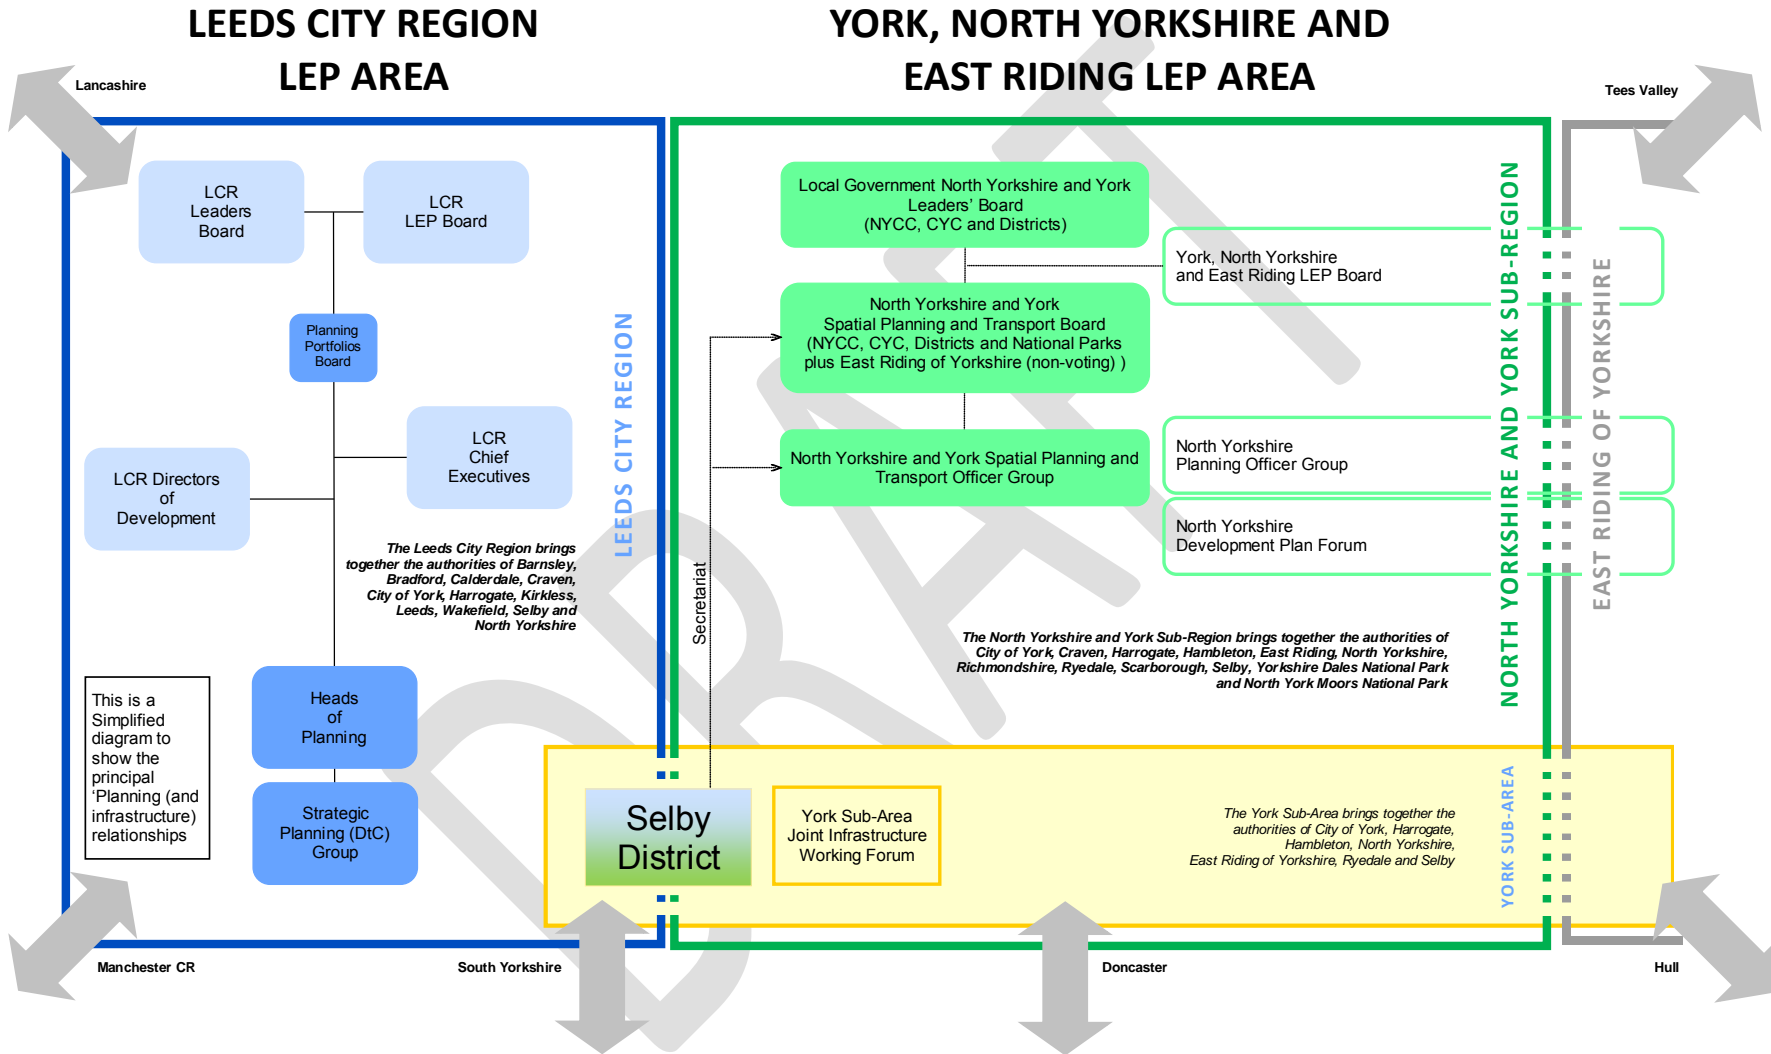 LEEDS CITY REGION
LEP AREA
YORK, NORTH YORKSHIRE AND
EAST RIDING LEP AREA
Lancashire
Tees Valley
LCR
Leaders
Board
LCR
LEP Board
Planning
Portfolios
Board
LCR
Chief
Executives
LCR Directors
of
Development
The Leeds City Region brings
together the authorities of Barnsley,
Bradford, Calderdale, Craven,
City of York, Harrogate, Kirkless,
Leeds, Wakefield, Selby and
North Yorkshire
LEEDS CITY REGION
Heads
of
Planning
Strategic
Planning (DtC)
Group
This is a
Simplified
diagram to
show the
principal
‘Planning (and
infrastructure)
relationships
Local Government North Yorkshire and York
Leaders’ Board
(NYCC, CYC and Districts)
York, North Yorkshire
and East Riding LEP Board
North Yorkshire and York
Spatial Planning and Transport Board
(NYCC, CYC, Districts and National Parks
plus East Riding of Yorkshire (non-voting) )
North Yorkshire and York Spatial Planning and
Transport Officer Group
North Yorkshire
Planning Officer Group
North Yorkshire
Development Plan Forum
Secretariat
The North Yorkshire and York Sub-Region brings together the authorities of
City of York, Craven, Harrogate, Hambleton, East Riding, North Yorkshire,
Richmondshire, Ryedale, Scarborough, Selby, Yorkshire Dales National Park
and North York Moors National Park
NORTH YORKSHIRE AND YORK SUB-REGION
EAST RIDING OF YORKSHIRE
Selby
District
York Sub-Area
Joint Infrastructure
Working Forum
The York Sub-Area brings together the
authorities of City of York, Harrogate,
Hambleton, North Yorkshire,
East Riding of Yorkshire, Ryedale and Selby
YORK SUB-AREA
Manchester CR
South Yorkshire
Doncaster
Hull
DRAFT